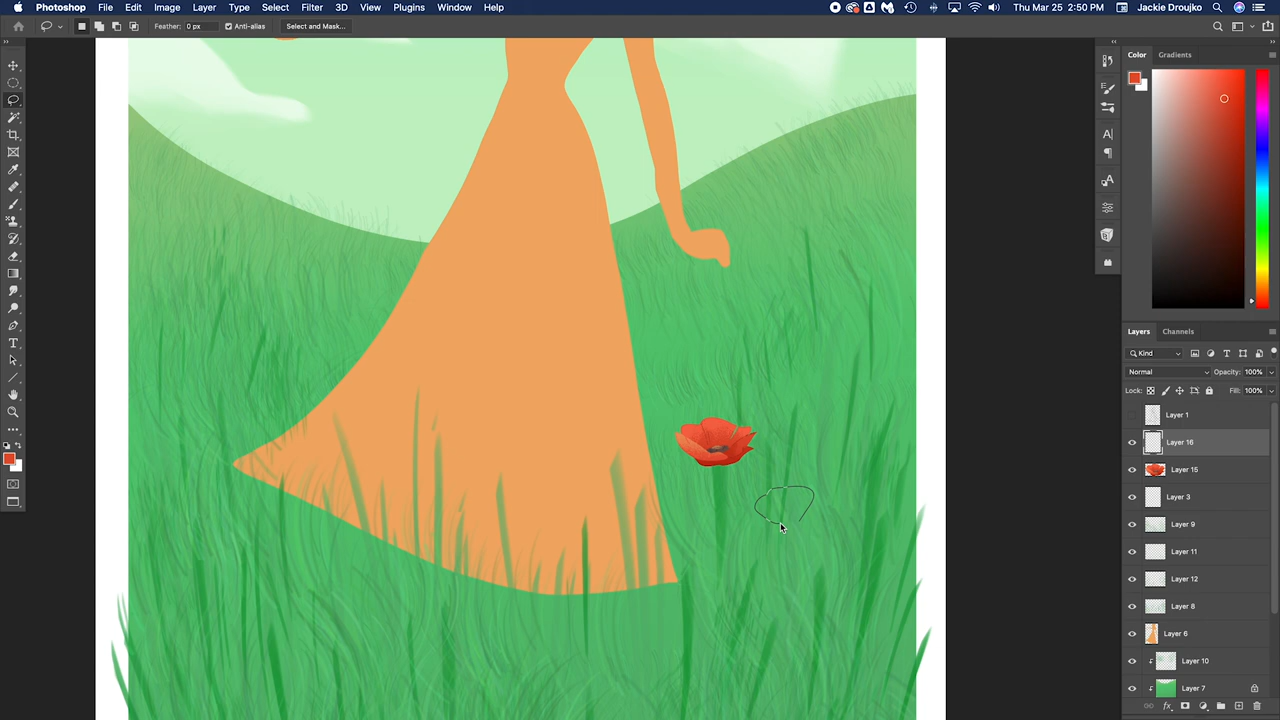 Photoshop File Edit Image Layer Type Select Filter 3D View Plugins Window Help Thu Mar 25 2:50 PM Jackie Droujko
Feather: 0 px Anti-alias Select and Mask...
Color Gradients
Layers Channels
Kind
Normal Opacity: 100%
Lock: Fill: 100%
Layer 1
Layer 16
Layer 15
Layer 3
Layer 9
Layer 11
Layer 12
Layer 8
Layer 6
Layer 10
Layer 7